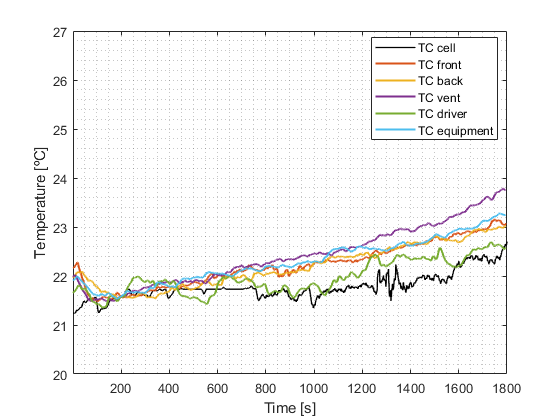 27
26
25
24
23
22
21
20
Temperature [ºC]
TC cell
TC front
TC back
TC vent
TC driver
TC equipment
200 400 600 800 1000 1200 1400 1600 1800
Time [s]